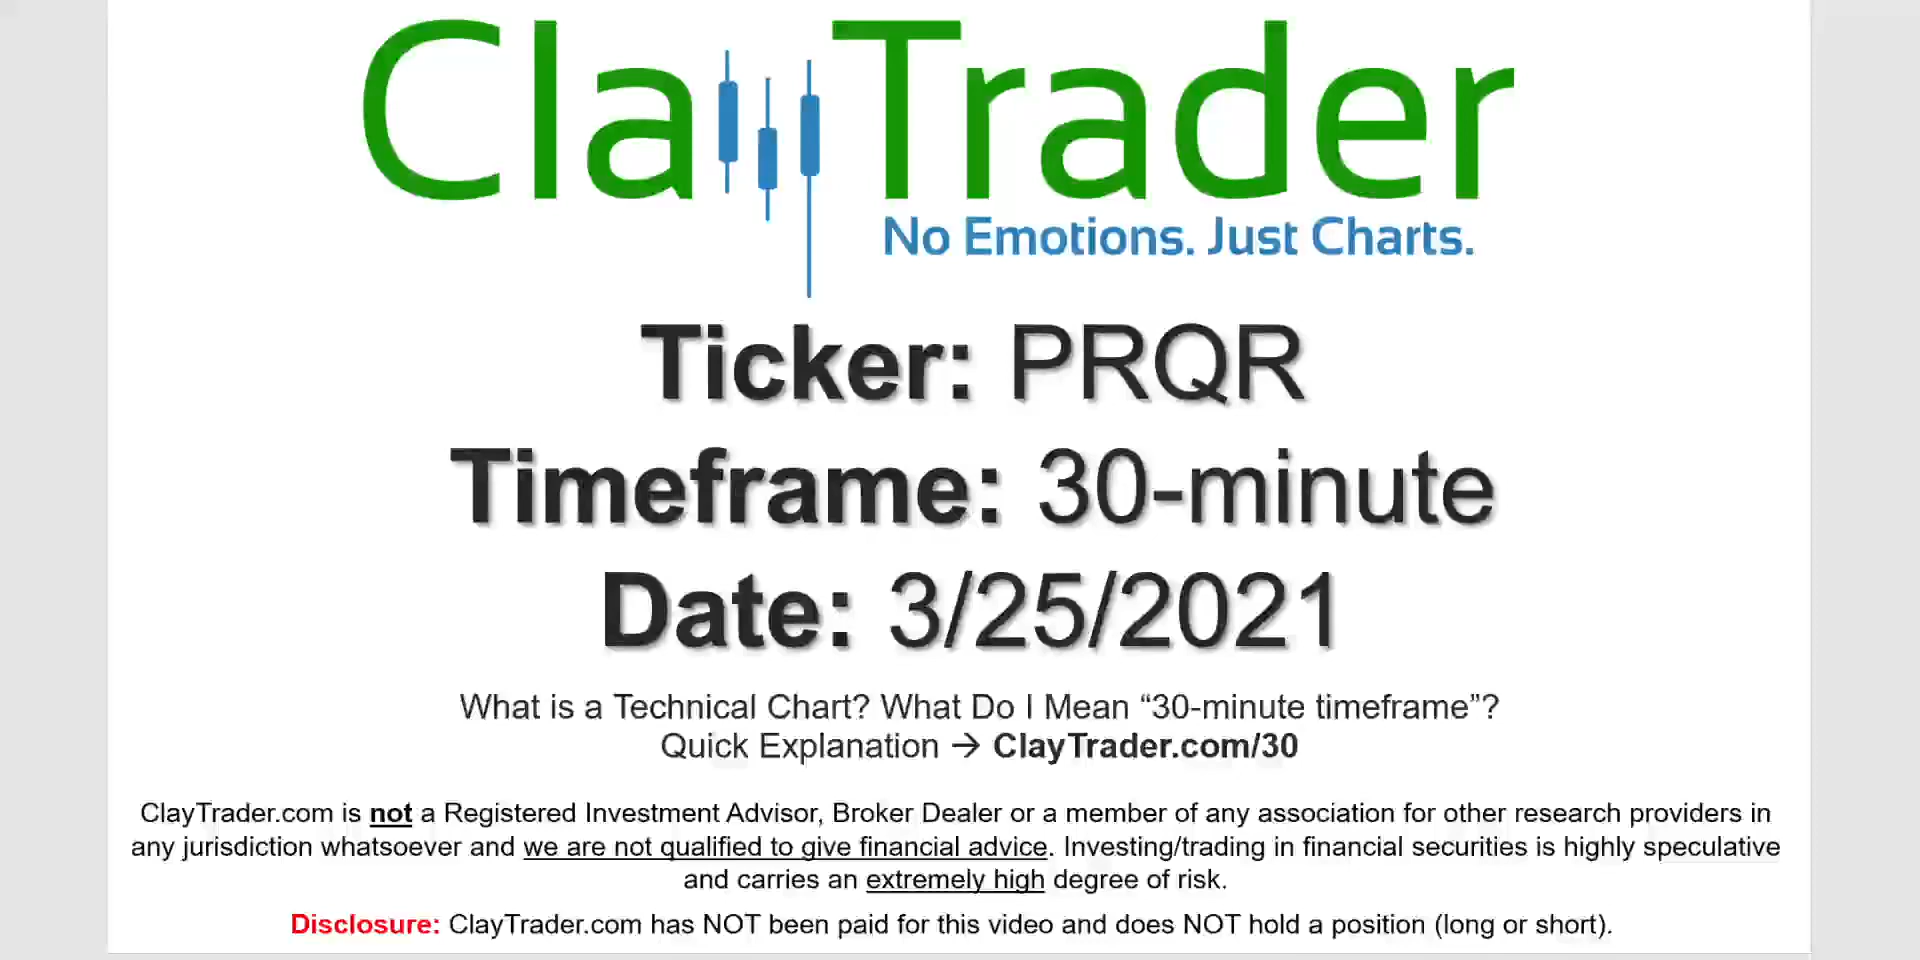 ClayTrader
No Emotions. Just Charts.
Ticker: PRQR
Timeframe: 30-minute
Date: 3/25/2021
What is a Technical Chart? What Do I Mean “30-minute timeframe”?
Quick Explanation → ClayTrader.com/30
ClayTrader.com is not a Registered Investment Advisor, Broker Dealer or a member of any association for other research providers in
any jurisdiction whatsoever and we are not qualified to give financial advice. Investing/trading in financial securities is highly speculative
and carries an extremely high degree of risk.
Disclosure: ClayTrader.com has NOT been paid for this video and does NOT hold a position (long or short).